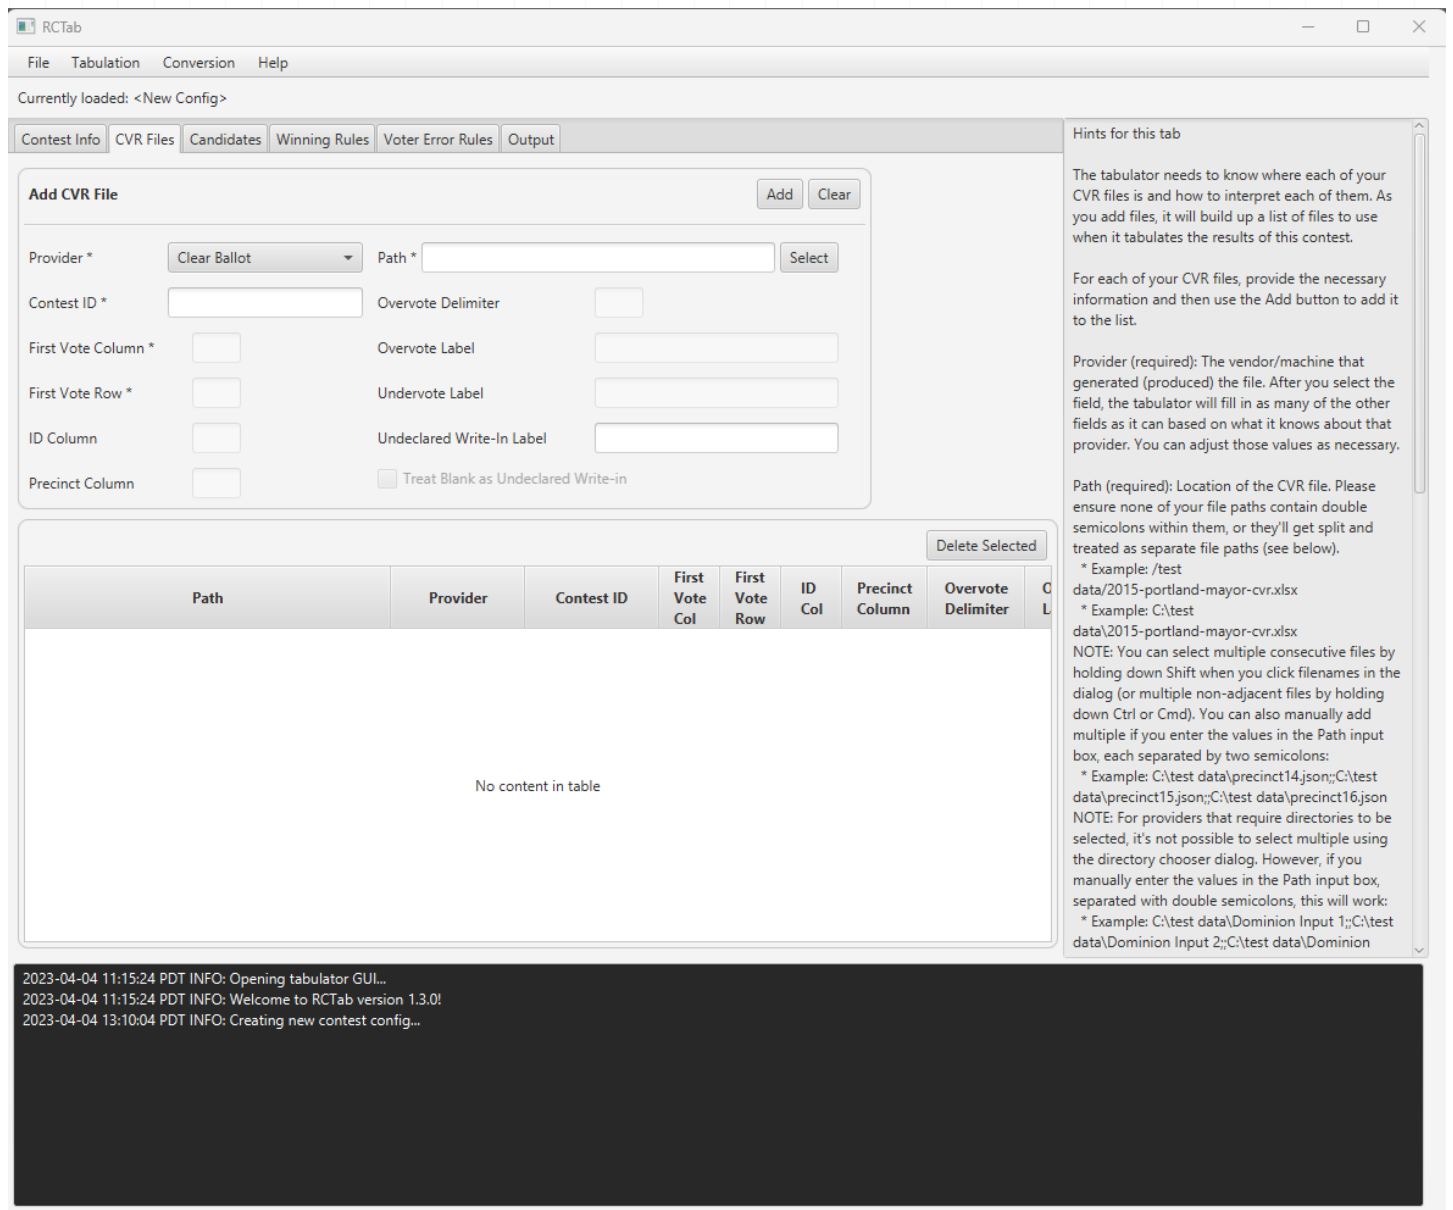 RCTab
File Tabulation Conversion Help
Currently loaded: <New Config>
Contest Info CVR Files Candidates Winning Rules Voter Error Rules Output
Add CVR File Add Clear
Provider * Clear Ballot Path * Select
Contest ID * Overvote Delimiter
First Vote Column * Overvote Label
First Vote Row * Undervote Label
ID Column Undeclared Write-In Label
Precinct Column Treat Blank as Undeclared Write-in
Delete Selected
Path Provider Contest ID First Vote Col First Vote Row ID Col Precinct Column Overvote Delimiter O L
No content in table
Hints for this tab
The tabulator needs to know where each of your
CVR files is and how to interpret each of them. As
you add files, it will build up a list of files to use
when it tabulates the results of this contest.
For each of your CVR files, provide the necessary
information and then use the Add button to add it
to the list.
Provider (required): The vendor/machine that
generated (produced) the file. After you select the
field, the tabulator will fill in as many of the other
fields as it can based on what it knows about that
provider. You can adjust those values as necessary.
Path (required): Location of the CVR file. Please
ensure none of your file paths contain double
semicolons within them, or they'll get split and
treated as separate file paths (see below).
* Example: /test
data/2015-portland-mayor-cvr.xlsx
* Example: C:\test
data\2015-portland-mayor-cvr.xlsx
NOTE: You can select multiple consecutive files by
holding down Shift when you click filenames in the
dialog (or multiple non-adjacent files by holding
down Ctrl or Cmd). You can also manually add
multiple if you enter the values in the Path input
box, each separated by two semicolons:
* Example: C:\test data\precinct14.json;;C:\test
data\precinct15.json;;C:\test data\precinct16.json
NOTE: For providers that require directories to be
selected, it's not possible to select multiple using
the directory chooser dialog. However, if you
manually enter the values in the Path input box,
separated with double semicolons, this will work:
* Example: C:\test data\Dominion Input 1;;C:\test
data\Dominion Input 2;;C:\test data\Dominion
2023-04-04 11:15:24 PDT INFO: Opening tabulator GUI...
2023-04-04 11:15:24 PDT INFO: Welcome to RCTab version 1.3.0!
2023-04-04 13:10:04 PDT INFO: Creating new contest config...